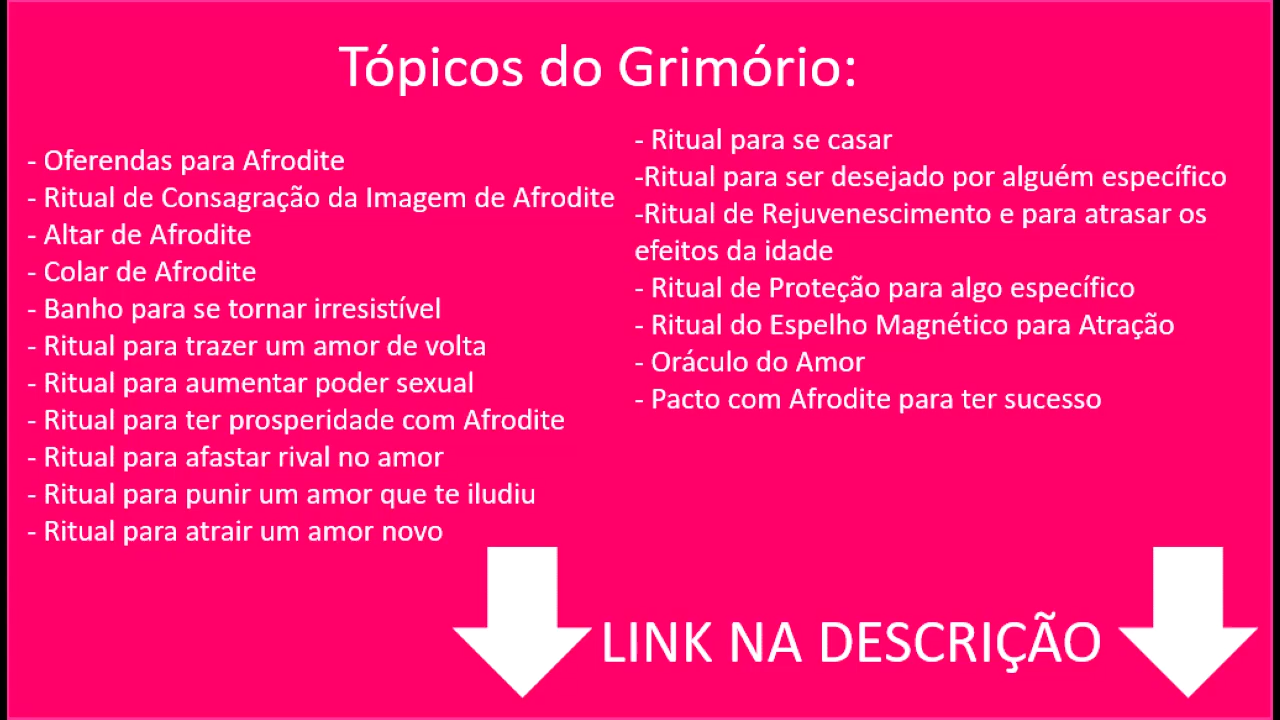 Tópicos do Grimório:
- Oferendas para Afrodite
- Ritual de Consagração da Imagem de Afrodite
- Altar de Afrodite
- Colar de Afrodite
- Banho para se tornar irresistível
- Ritual para trazer um amor de volta
- Ritual para aumentar poder sexual
- Ritual para ter prosperidade com Afrodite
- Ritual para afastar rival no amor
- Ritual para punir um amor que te iludiu
- Ritual para atrair um amor novo
- Ritual para se casar
-Ritual para ser desejado por alguém específico
-Ritual de Rejuvenescimento e para atrasar os
efeitos da idade
- Ritual de Proteção para algo específico
- Ritual do Espelho Magnético para Atração
- Oráculo do Amor
- Pacto com Afrodite para ter sucesso
LINK NA DESCRIÇÃO